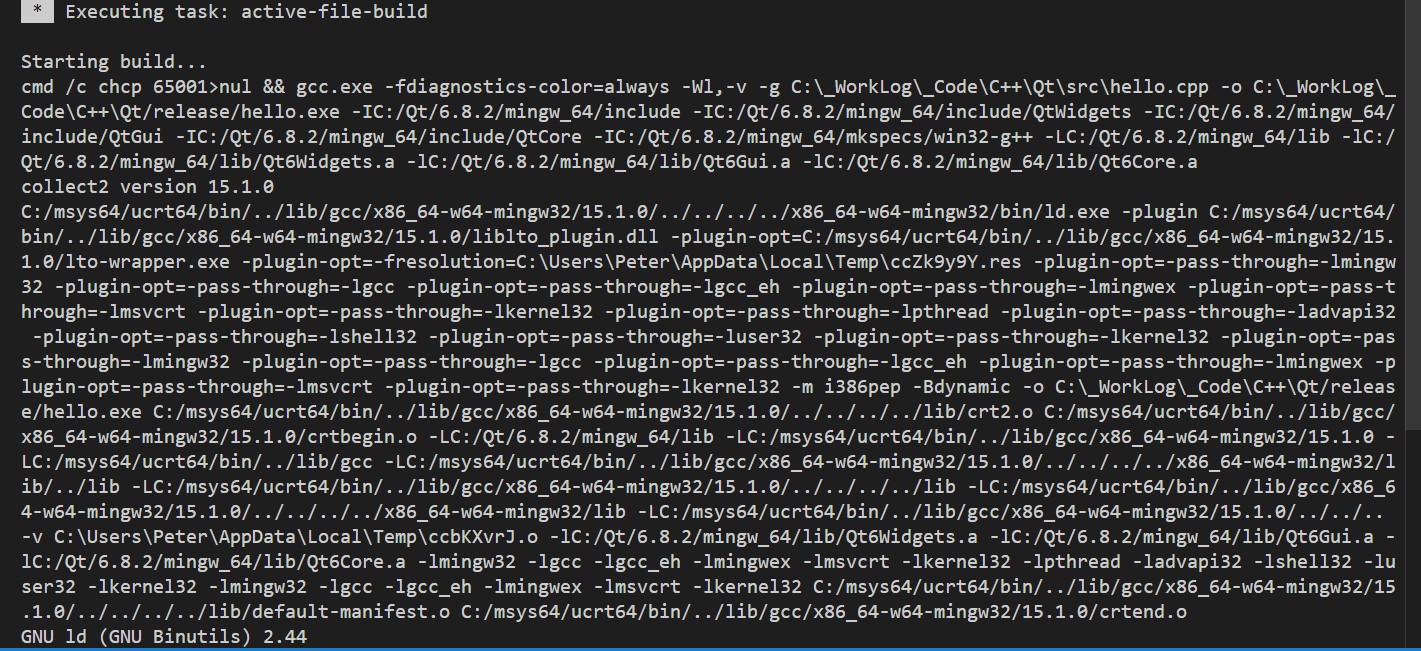 * Executing task: active-file-build
Starting build...
cmd /c chcp 65001>nul && gcc.exe -fdiagnostics-color=always -Wl,-v -g C:\_WorkLog\_Code\C++\Qt\src\hello.cpp -o C:\_WorkLog\_
Code\C++\Qt/release/hello.exe -IC:/Qt/6.8.2/mingw_64/include -IC:/Qt/6.8.2/mingw_64/include/QtWidgets -IC:/Qt/6.8.2/mingw_64/
include/QtGui -IC:/Qt/6.8.2/mingw_64/include/QtCore -IC:/Qt/6.8.2/mingw_64/mkspecs/win32-g++ -LC:/Qt/6.8.2/mingw_64/lib -lC:/
Qt/6.8.2/mingw_64/lib/Qt6Widgets.a -lC:/Qt/6.8.2/mingw_64/lib/Qt6Gui.a -lC:/Qt/6.8.2/mingw_64/lib/Qt6Core.a
collect2 version 15.1.0
C:/msys64/ucrt64/bin/../lib/gcc/x86_64-w64-mingw32/15.1.0/../../../../x86_64-w64-mingw32/bin/ld.exe -plugin C:/msys64/ucrt64/
bin/../lib/gcc/x86_64-w64-mingw32/15.1.0/liblto_plugin.dll -plugin-opt=C:/msys64/ucrt64/bin/../lib/gcc/x86_64-w64-mingw32/15.
1.0/lto-wrapper.exe -plugin-opt=-fresolution=C:\Users\Peter\AppData\Local\Temp\ccZk9y9Y.res -plugin-opt=-pass-through=-lmingw
32 -plugin-opt=-pass-through=-lgcc -plugin-opt=-pass-through=-lgcc_eh -plugin-opt=-pass-through=-lmingwex -plugin-opt=-pass-t
hrough=-lmsvcrt -plugin-opt=-pass-through=-lkernel32 -plugin-opt=-pass-through=-lpthread -plugin-opt=-pass-through=-ladvapi32
-plugin-opt=-pass-through=-lshell32 -plugin-opt=-pass-through=-luser32 -plugin-opt=-pass-through=-lkernel32 -plugin-opt=-pas
s-through=-lmingw32 -plugin-opt=-pass-through=-lgcc -plugin-opt=-pass-through=-lgcc_eh -plugin-opt=-pass-through=-lmingwex -p
lugin-opt=-pass-through=-lmsvcrt -plugin-opt=-pass-through=-lkernel32 -m i386pep -Bdynamic -o C:\_WorkLog\_Code\C++\Qt/releas
e/hello.exe C:/msys64/ucrt64/bin/../lib/gcc/x86_64-w64-mingw32/15.1.0/../../../../lib/crt2.o C:/msys64/ucrt64/bin/../lib/gcc/
x86_64-w64-mingw32/15.1.0/crtbegin.o -LC:/Qt/6.8.2/mingw_64/lib -LC:/msys64/ucrt64/bin/../lib/gcc/x86_64-w64-mingw32/15.1.0 -
LC:/msys64/ucrt64/bin/../lib/gcc -LC:/msys64/ucrt64/bin/../lib/gcc/x86_64-w64-mingw32/15.1.0/../../../../x86_64-w64-mingw32/l
ib/../lib -LC:/msys64/ucrt64/bin/../lib/gcc/x86_64-w64-mingw32/15.1.0/../../../../lib -LC:/msys64/ucrt64/bin/../lib/gcc/x86_6
4-w64-mingw32/15.1.0/../../../../x86_64-w64-mingw32/lib -LC:/msys64/ucrt64/bin/../lib/gcc/x86_64-w64-mingw32/15.1.0/../../..
-v C:\Users\Peter\AppData\Local\Temp\ccbKXvrJ.o -lC:/Qt/6.8.2/mingw_64/lib/Qt6Widgets.a -lC:/Qt/6.8.2/mingw_64/lib/Qt6Gui.a -
lC:/Qt/6.8.2/mingw_64/lib/Qt6Core.a -lmingw32 -lgcc -lgcc_eh -lmingwex -lmsvcrt -lkernel32 -lpthread -ladvapi32 -lshell32 -lu
ser32 -lkernel32 -lmingw32 -lgcc -lgcc_eh -lmingwex -lmsvcrt -lkernel32 C:/msys64/ucrt64/bin/../lib/gcc/x86_64-w64-mingw32/15
.1.0/../../../../lib/default-manifest.o C:/msys64/ucrt64/bin/../lib/gcc/x86_64-w64-mingw32/15.1.0/crtend.o
GNU ld (GNU Binutils) 2.44